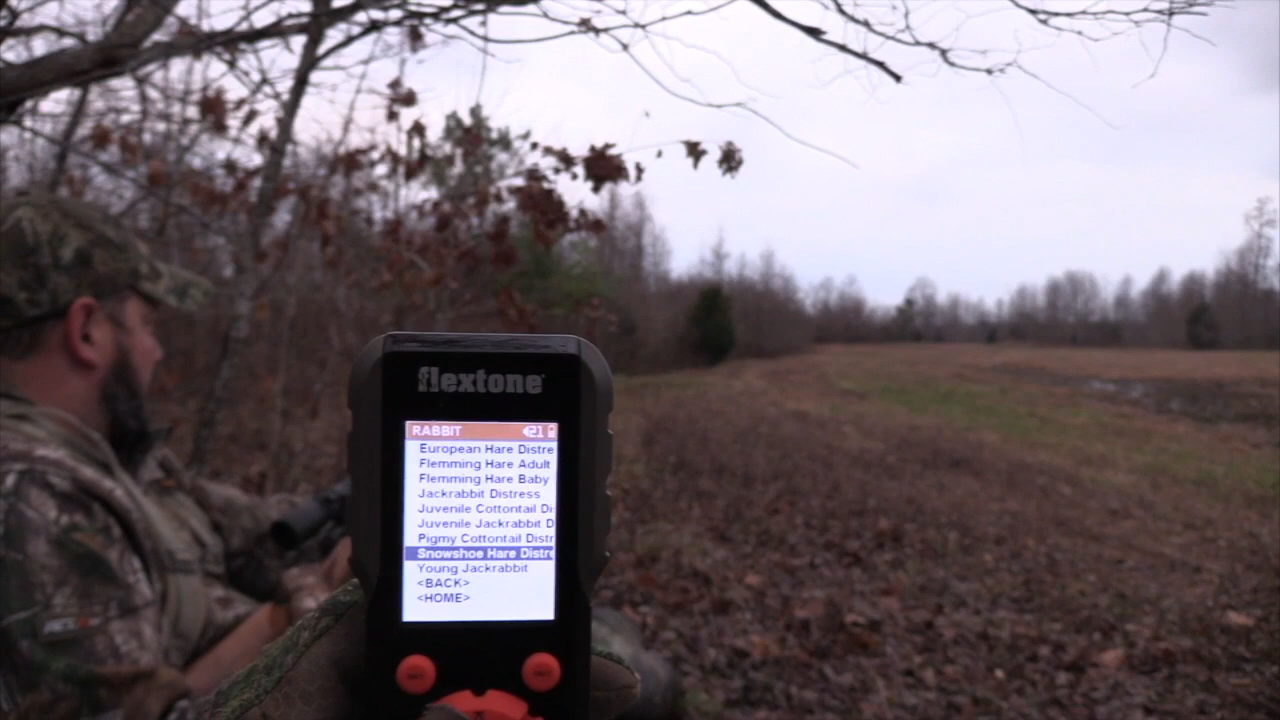 flextone
RABBIT 21
European Hare Distre
Flemming Hare Adult
Flemming Hare Baby
Jackrabbit Distress
Juvenile Cottontail Di
Juvenile Jackrabbit D
Pigmy Cottontail Distr
Snowshoe Hare Distre
Young Jackrabbit
<BACK>
<HOME>